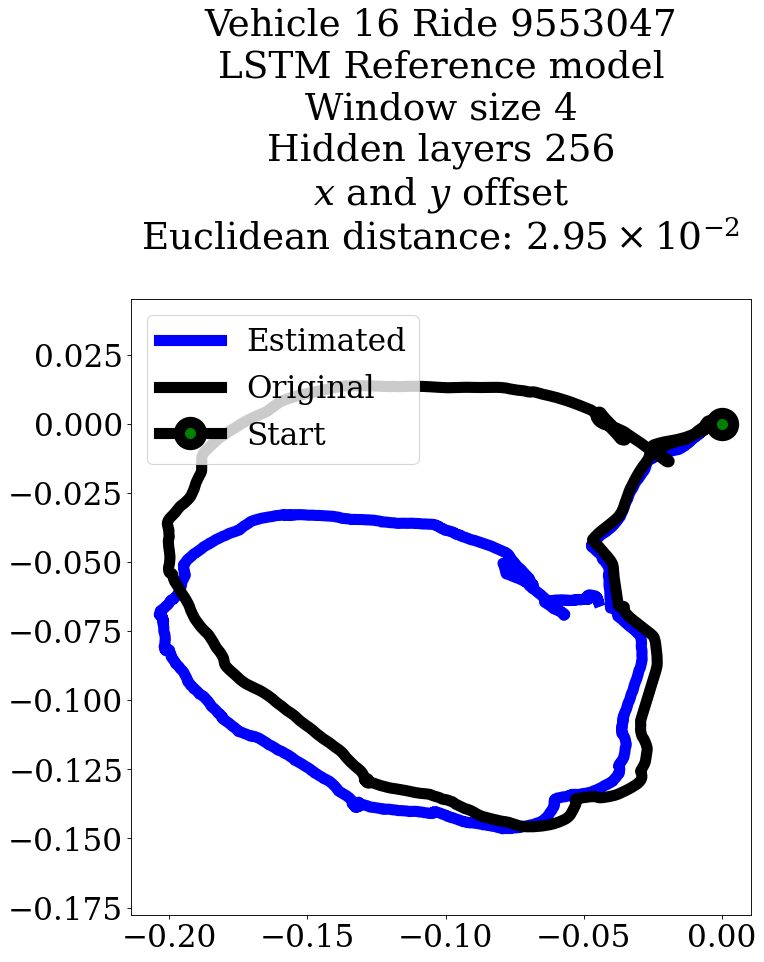 Vehicle 16 Ride 9553047
LSTM Reference model
Window size 4
Hidden layers 256
x and y offset
Euclidean distance: 2.95 × 10⁻²
Estimated
Original
Start
0.025
0.000
−0.025
−0.050
−0.075
−0.100
−0.125
−0.150
−0.175
−0.20 −0.15 −0.10 −0.05 0.00